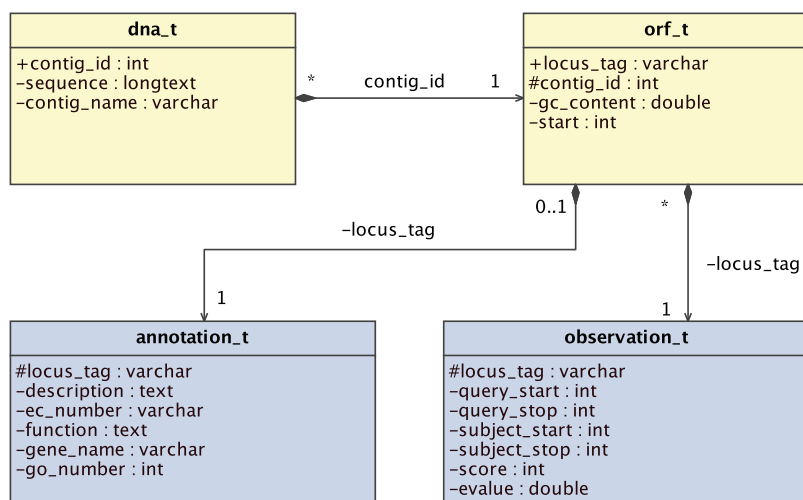 dna_t
+contig_id : int
-sequence : longtext
-contig_name : varchar
* contig_id 1
orf_t
+locus_tag : varchar
#contig_id : int
-gc_content : double
-start : int
0..1
*
-locus_tag
-locus_tag
1
1
annotation_t
#locus_tag : varchar
-description : text
-ec_number : varchar
-function : text
-gene_name : varchar
-go_number : int
observation_t
#locus_tag : varchar
-query_start : int
-query_stop : int
-subject_start : int
-subject_stop : int
-score : int
-evalue : double